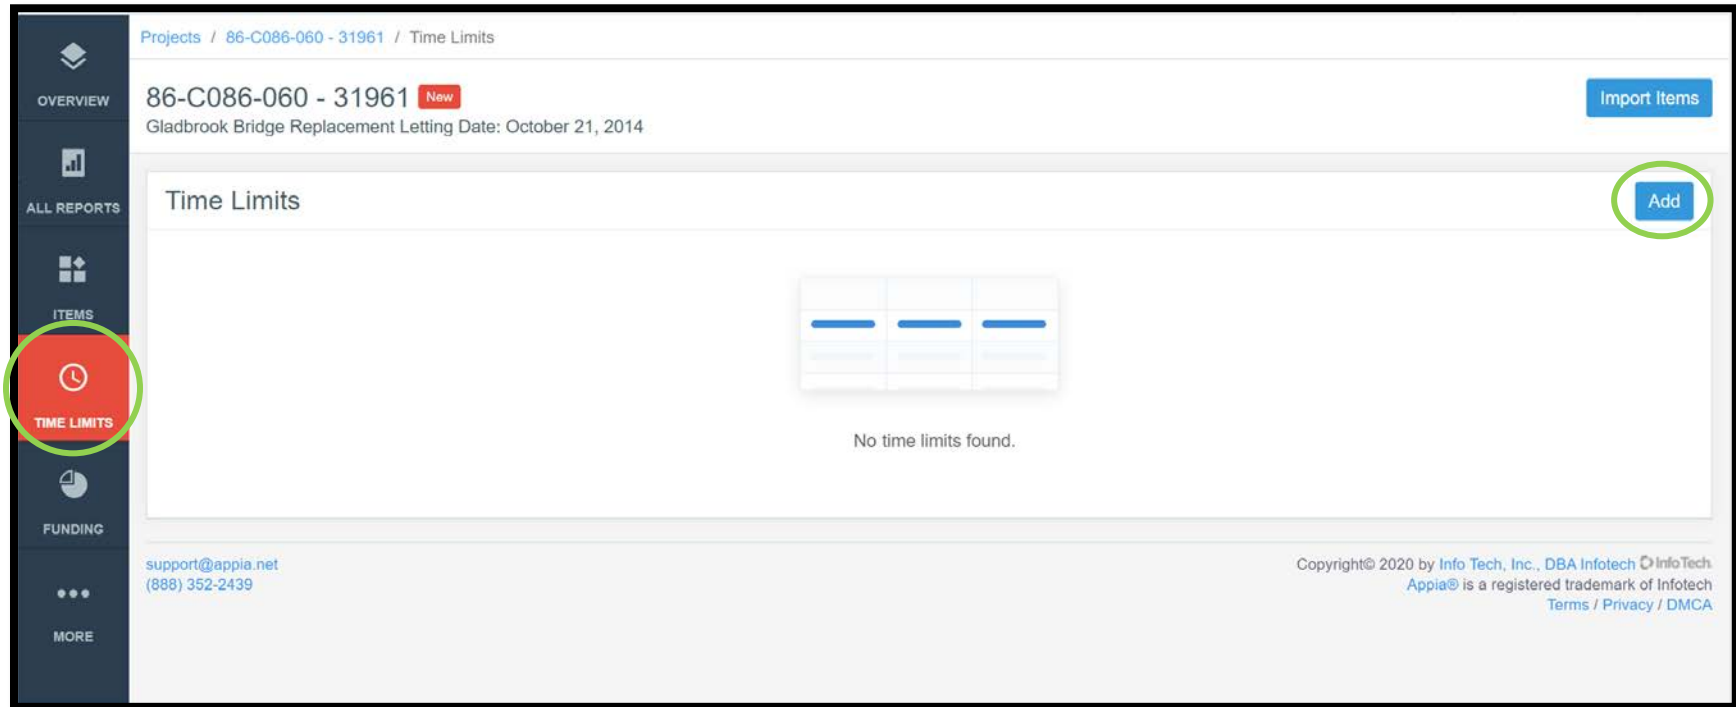 Projects / 86-C086-060 - 31961 / Time Limits
OVERVIEW
86-C086-060 - 31961 New
Import Items
Gladbrook Bridge Replacement Letting Date: October 21, 2014
ALL REPORTS
Time Limits
Add
ITEMS
TIME LIMITS
No time limits found.
FUNDING
support@appia.net
(888) 352-2439
Copyright© 2020 by Info Tech, Inc., DBA Infotech InfoTech
Appia® is a registered trademark of Infotech
Terms / Privacy / DMCA
MORE